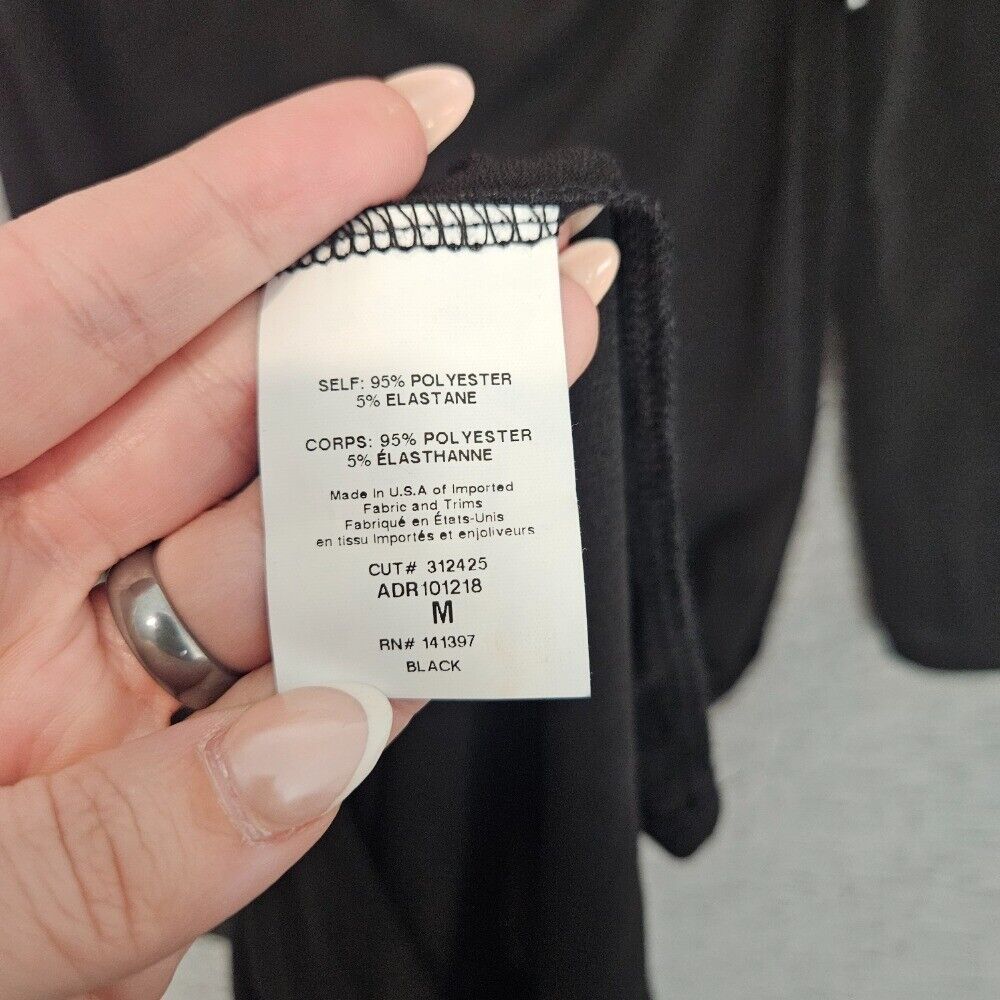 SELF: 95% POLYESTER
5% ELASTANE
CORPS: 95% POLYESTER
5% ÉLASTHANNE
Made In U.S.A of Imported
Fabric and Trims
Fabriqué en États-Unis
en tissu Importés et enjoliveurs
CUT# 312425
ADR101218
M
RN# 141397
BLACK